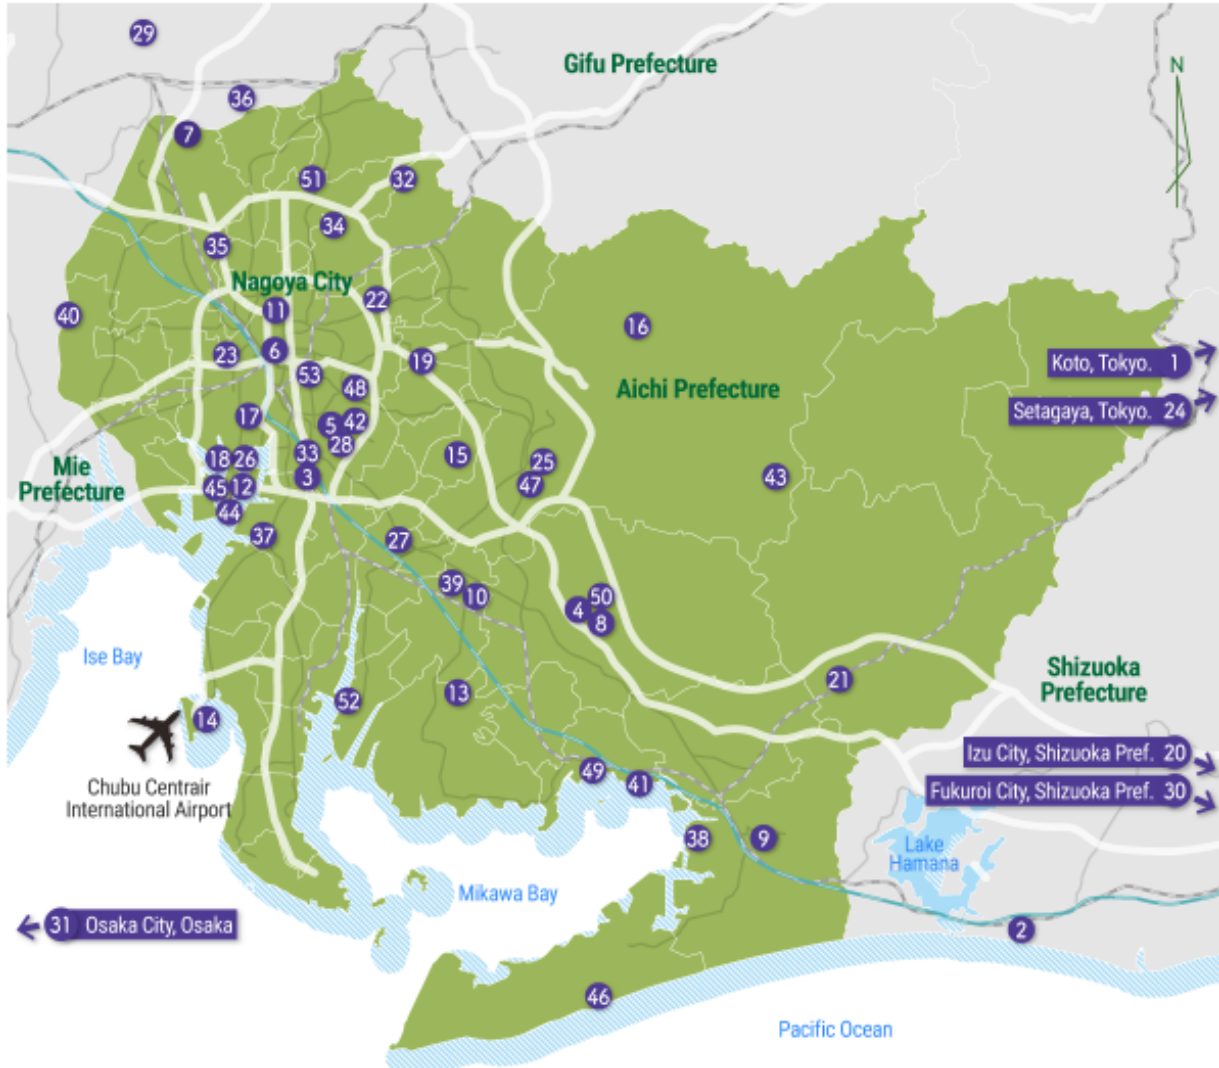 29
Gifu Prefecture
N
36
7
51
32
34
35
Nagoya City
22
11
40
16
6
23
53
19
Koto, Tokyo. 1
48
Aichi Prefecture
Setagaya, Tokyo. 24
17
5
42
28
33
15
18
26
25
Mie
Prefecture
3
43
47
45
12
44
37
27
39
10
50
4
8
Ise Bay
21
Shizuoka
Prefecture
13
52
14
Izu City, Shizuoka Pref. 20
49
41
Chubu Centrair
International Airport
Fukuroi City, Shizuoka Pref. 30
38
9
Lake
Hamana
Mikawa Bay
31 Osaka City, Osaka
2
46
Pacific Ocean